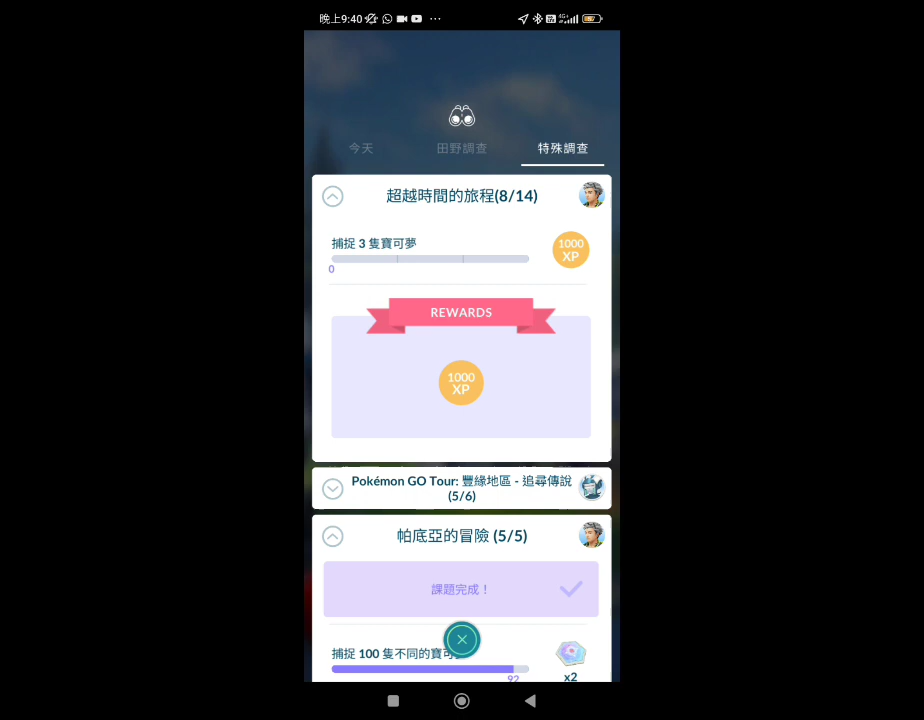 晚上9:40
今天 田野調查 特殊調查
超越時間的旅程(8/14)
捕捉 3 隻寶可夢
1000
XP
0
REWARDS
1000
XP
Pokémon GO Tour: 豐緣地區 - 追尋傳說
(5/6)
帕底亞的冒險 (5/5)
課題完成！
捕捉 100 隻不同的寶可
92
x2